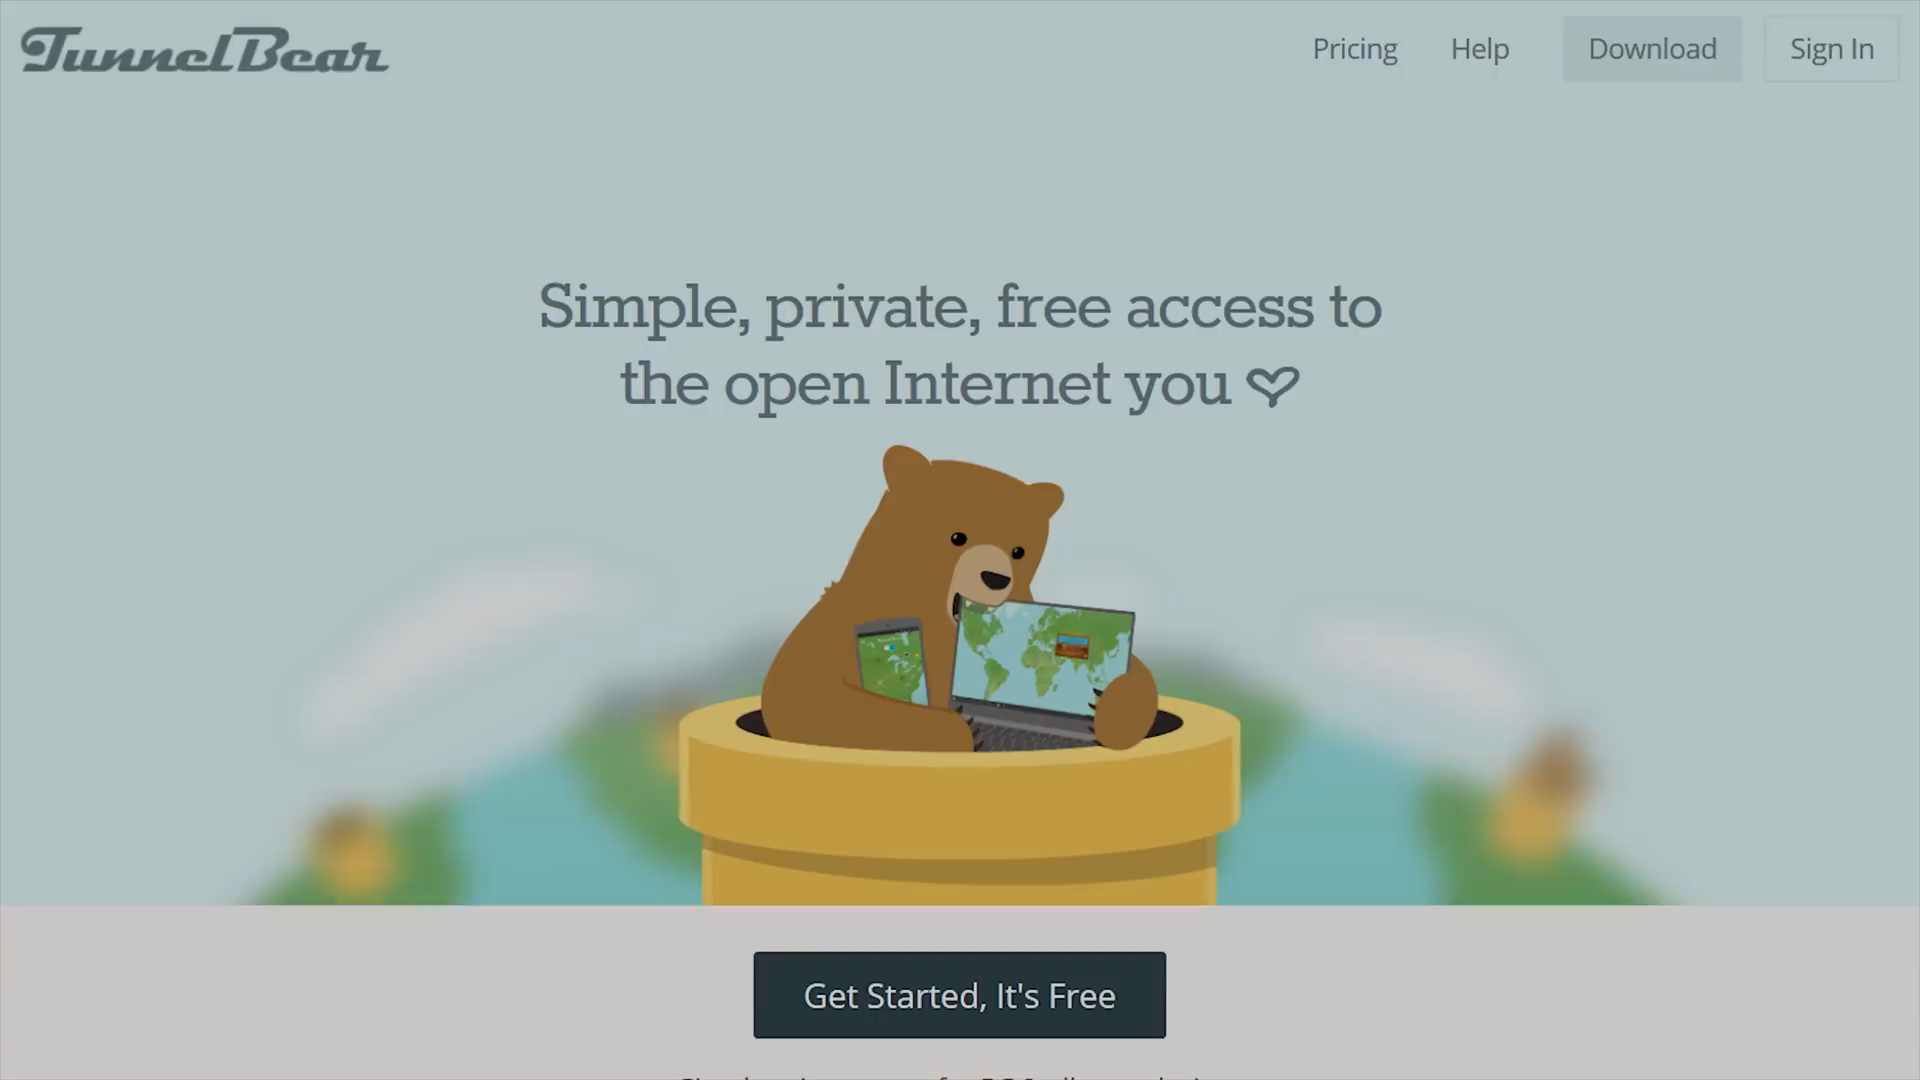 TunnelBear
Pricing Help Download Sign In
Simple, private, free access to
the open Internet you ♡
Get Started, It's Free